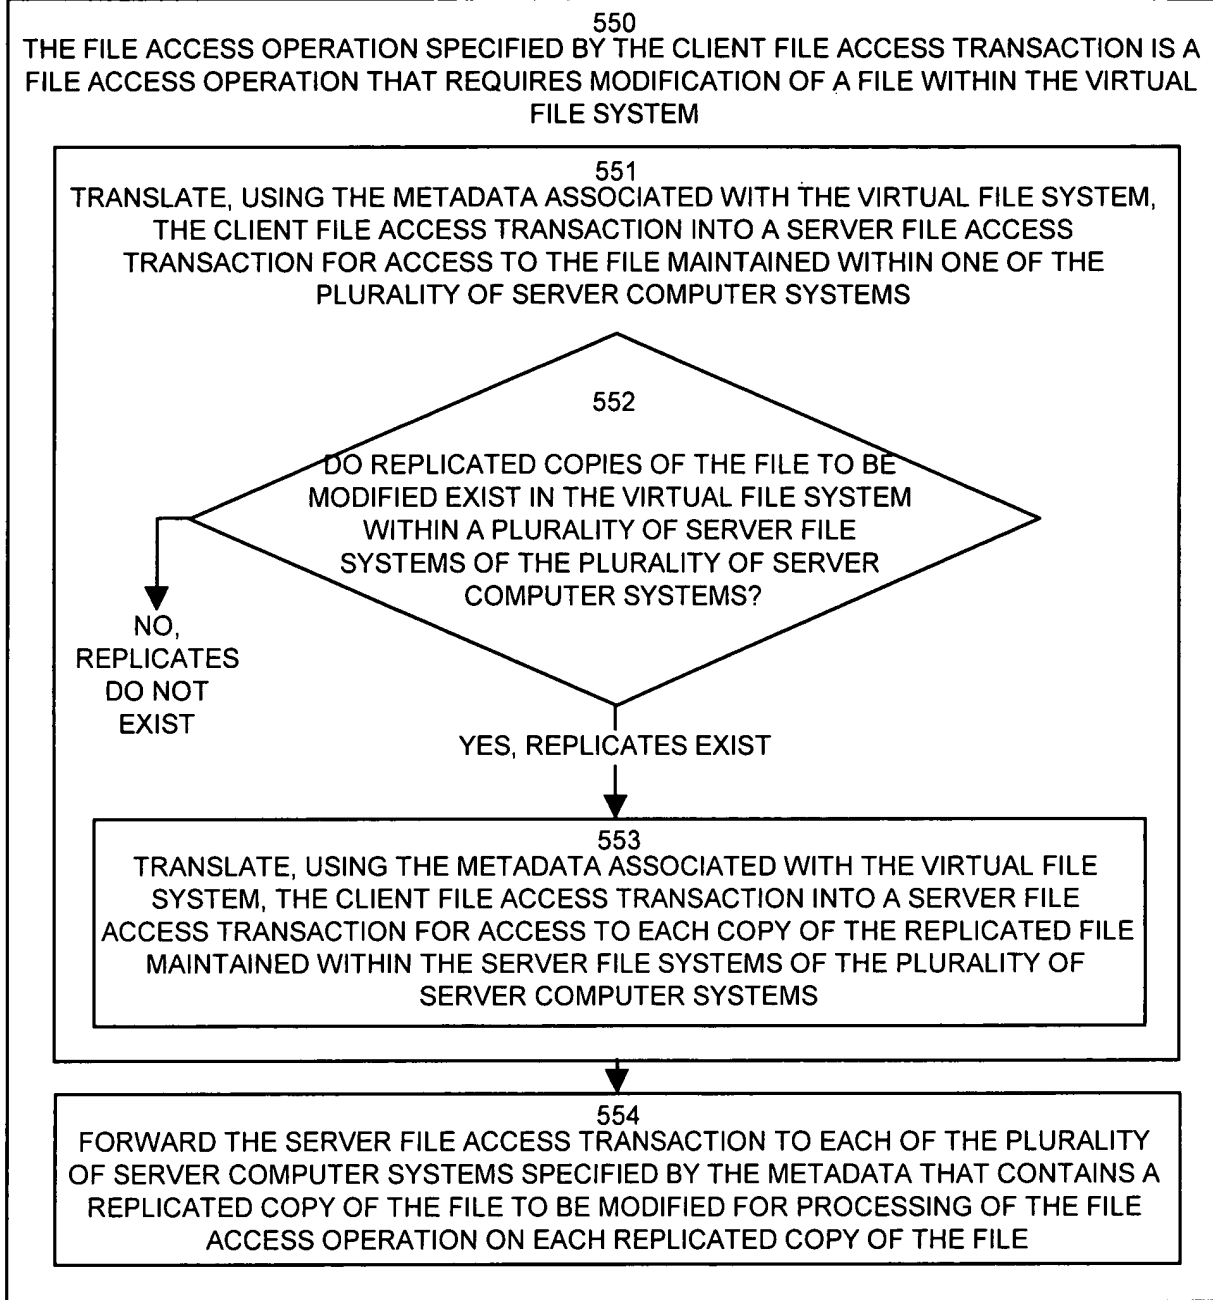 550
THE FILE ACCESS OPERATION SPECIFIED BY THE CLIENT FILE ACCESS TRANSACTION IS A
FILE ACCESS OPERATION THAT REQUIRES MODIFICATION OF A FILE WITHIN THE VIRTUAL
FILE SYSTEM
551
TRANSLATE, USING THE METADATA ASSOCIATED WITH THE VIRTUAL FILE SYSTEM,
THE CLIENT FILE ACCESS TRANSACTION INTO A SERVER FILE ACCESS
TRANSACTION FOR ACCESS TO THE FILE MAINTAINED WITHIN ONE OF THE
PLURALITY OF SERVER COMPUTER SYSTEMS
552
DO REPLICATED COPIES OF THE FILE TO BE
MODIFIED EXIST IN THE VIRTUAL FILE SYSTEM
WITHIN A PLURALITY OF SERVER FILE
SYSTEMS OF THE PLURALITY OF SERVER
COMPUTER SYSTEMS?
NO,
REPLICATES
DO NOT
EXIST
YES, REPLICATES EXIST
553
TRANSLATE, USING THE METADATA ASSOCIATED WITH THE VIRTUAL FILE
SYSTEM, THE CLIENT FILE ACCESS TRANSACTION INTO A SERVER FILE
ACCESS TRANSACTION FOR ACCESS TO EACH COPY OF THE REPLICATED FILE
MAINTAINED WITHIN THE SERVER FILE SYSTEMS OF THE PLURALITY OF
SERVER COMPUTER SYSTEMS
554
FORWARD THE SERVER FILE ACCESS TRANSACTION TO EACH OF THE PLURALITY
OF SERVER COMPUTER SYSTEMS SPECIFIED BY THE METADATA THAT CONTAINS A
REPLICATED COPY OF THE FILE TO BE MODIFIED FOR PROCESSING OF THE FILE
ACCESS OPERATION ON EACH REPLICATED COPY OF THE FILE